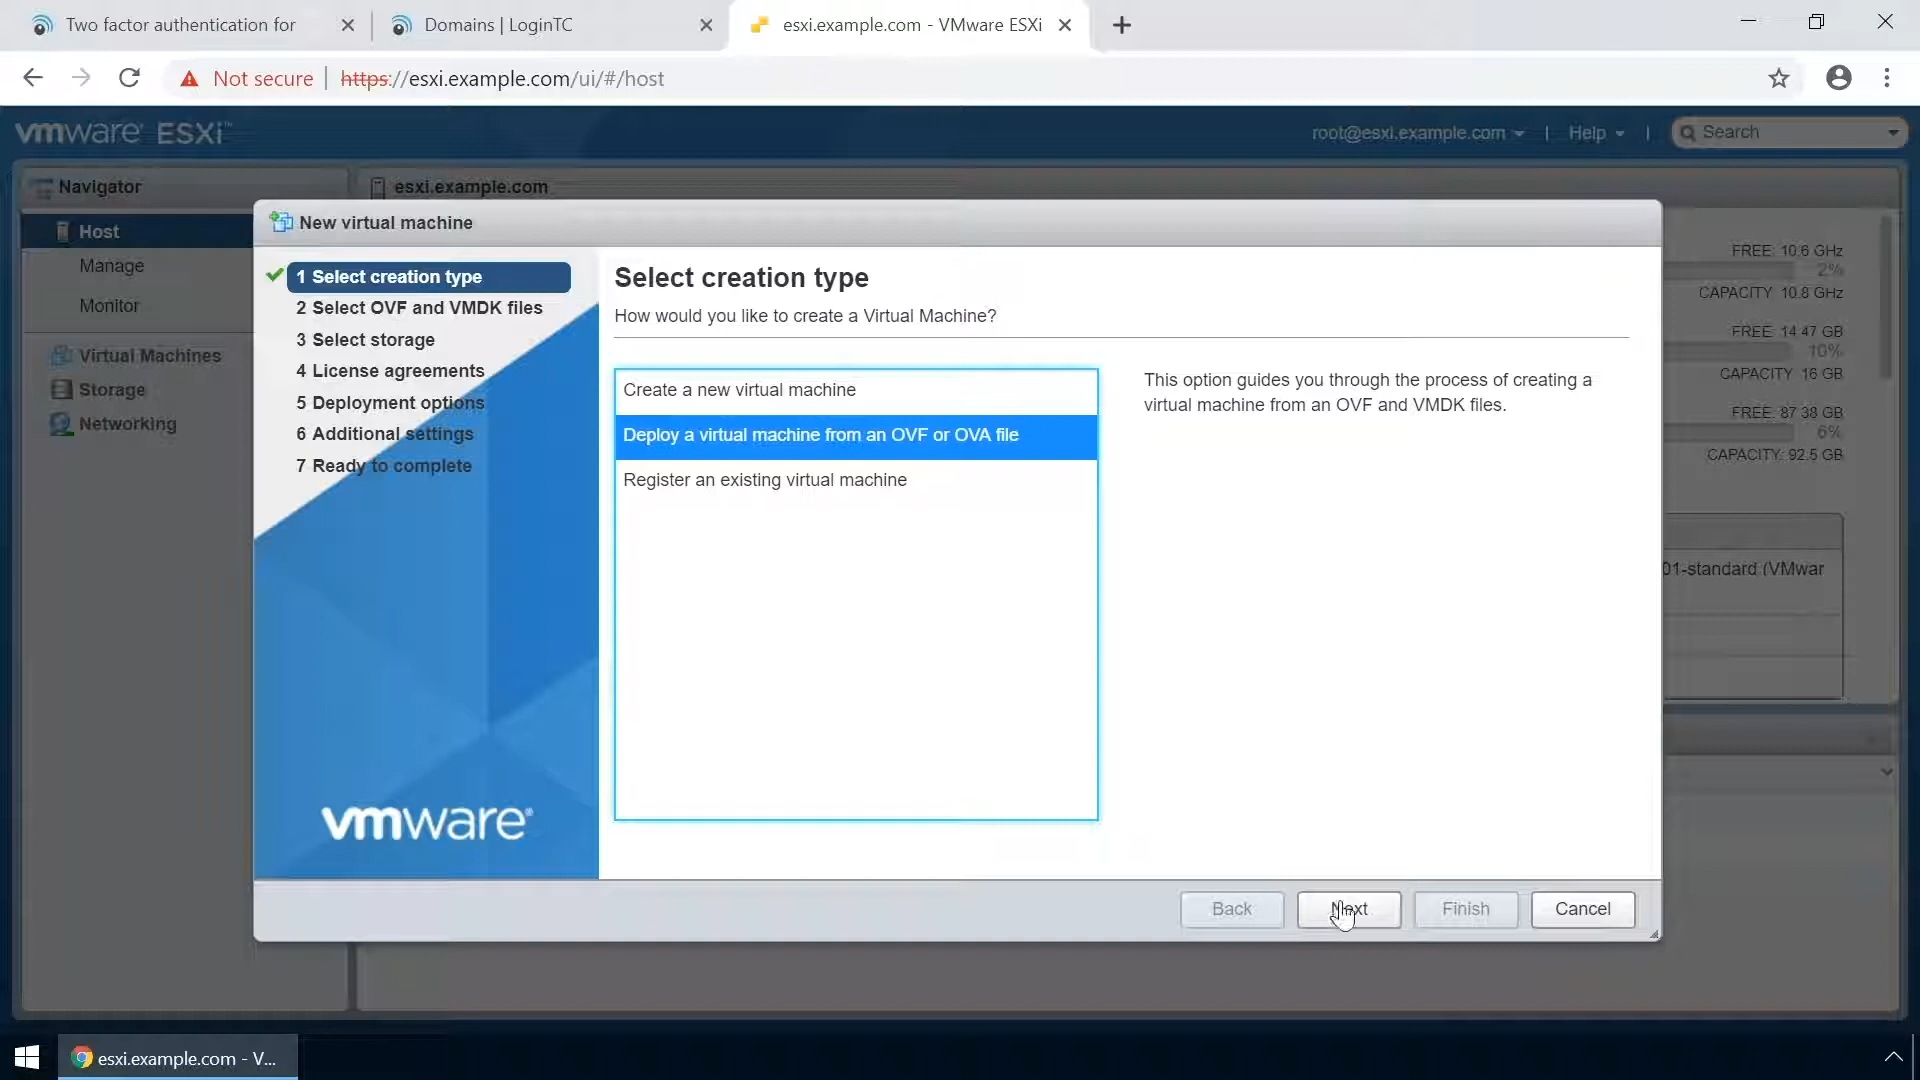 Two factor authentication for
Domains | LoginTC
esxi.example.com - VMware ESXi
Not secure | https://esxi.example.com/ui/#/host
vmware ESXi™
root@esxi.example.com
Help
Search
Navigator
esxi.example.com
Host
Manage
Monitor
Virtual Machines
Storage
Networking
FREE: 10.6 GHz
2%
CAPACITY: 10.8 GHz
FREE: 14.47 GB
10%
CAPACITY: 16 GB
FREE: 87.38 GB
6%
CAPACITY: 92.5 GB
01-standard (VMwar
New virtual machine
1 Select creation type
2 Select OVF and VMDK files
3 Select storage
4 License agreements
5 Deployment options
6 Additional settings
7 Ready to complete
vmware®
Select creation type
How would you like to create a Virtual Machine?
Create a new virtual machine
Deploy a virtual machine from an OVF or OVA file
Register an existing virtual machine
This option guides you through the process of creating a
virtual machine from an OVF and VMDK files.
Back
Next
Finish
Cancel
esxi.example.com - V...